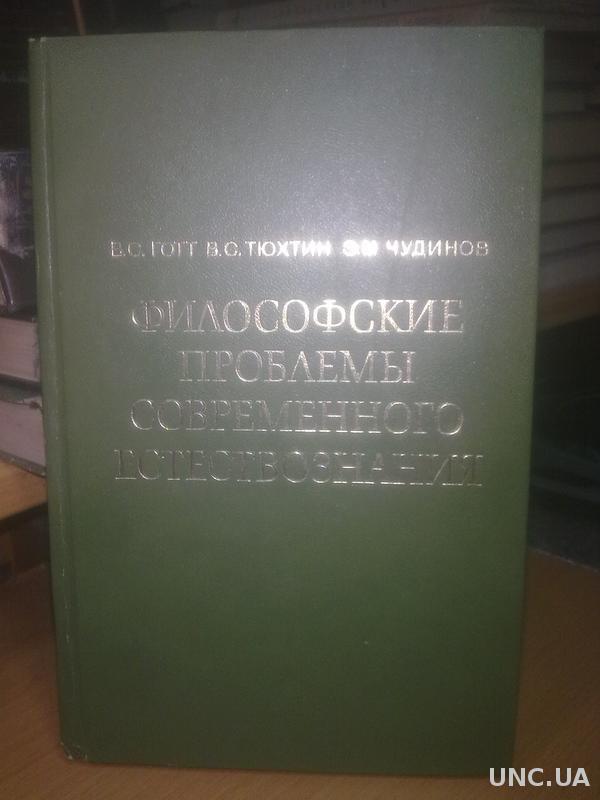 В.С. ГОТТ В.С. ТЮХТИН Э.М. ЧУДИНОВ
ФИЛОСОФСКИЕ
ПРОБЛЕМЫ
СОВРЕМЕННОГО
ЕСТЕСТВОЗНАНИЯ
UNC.UA